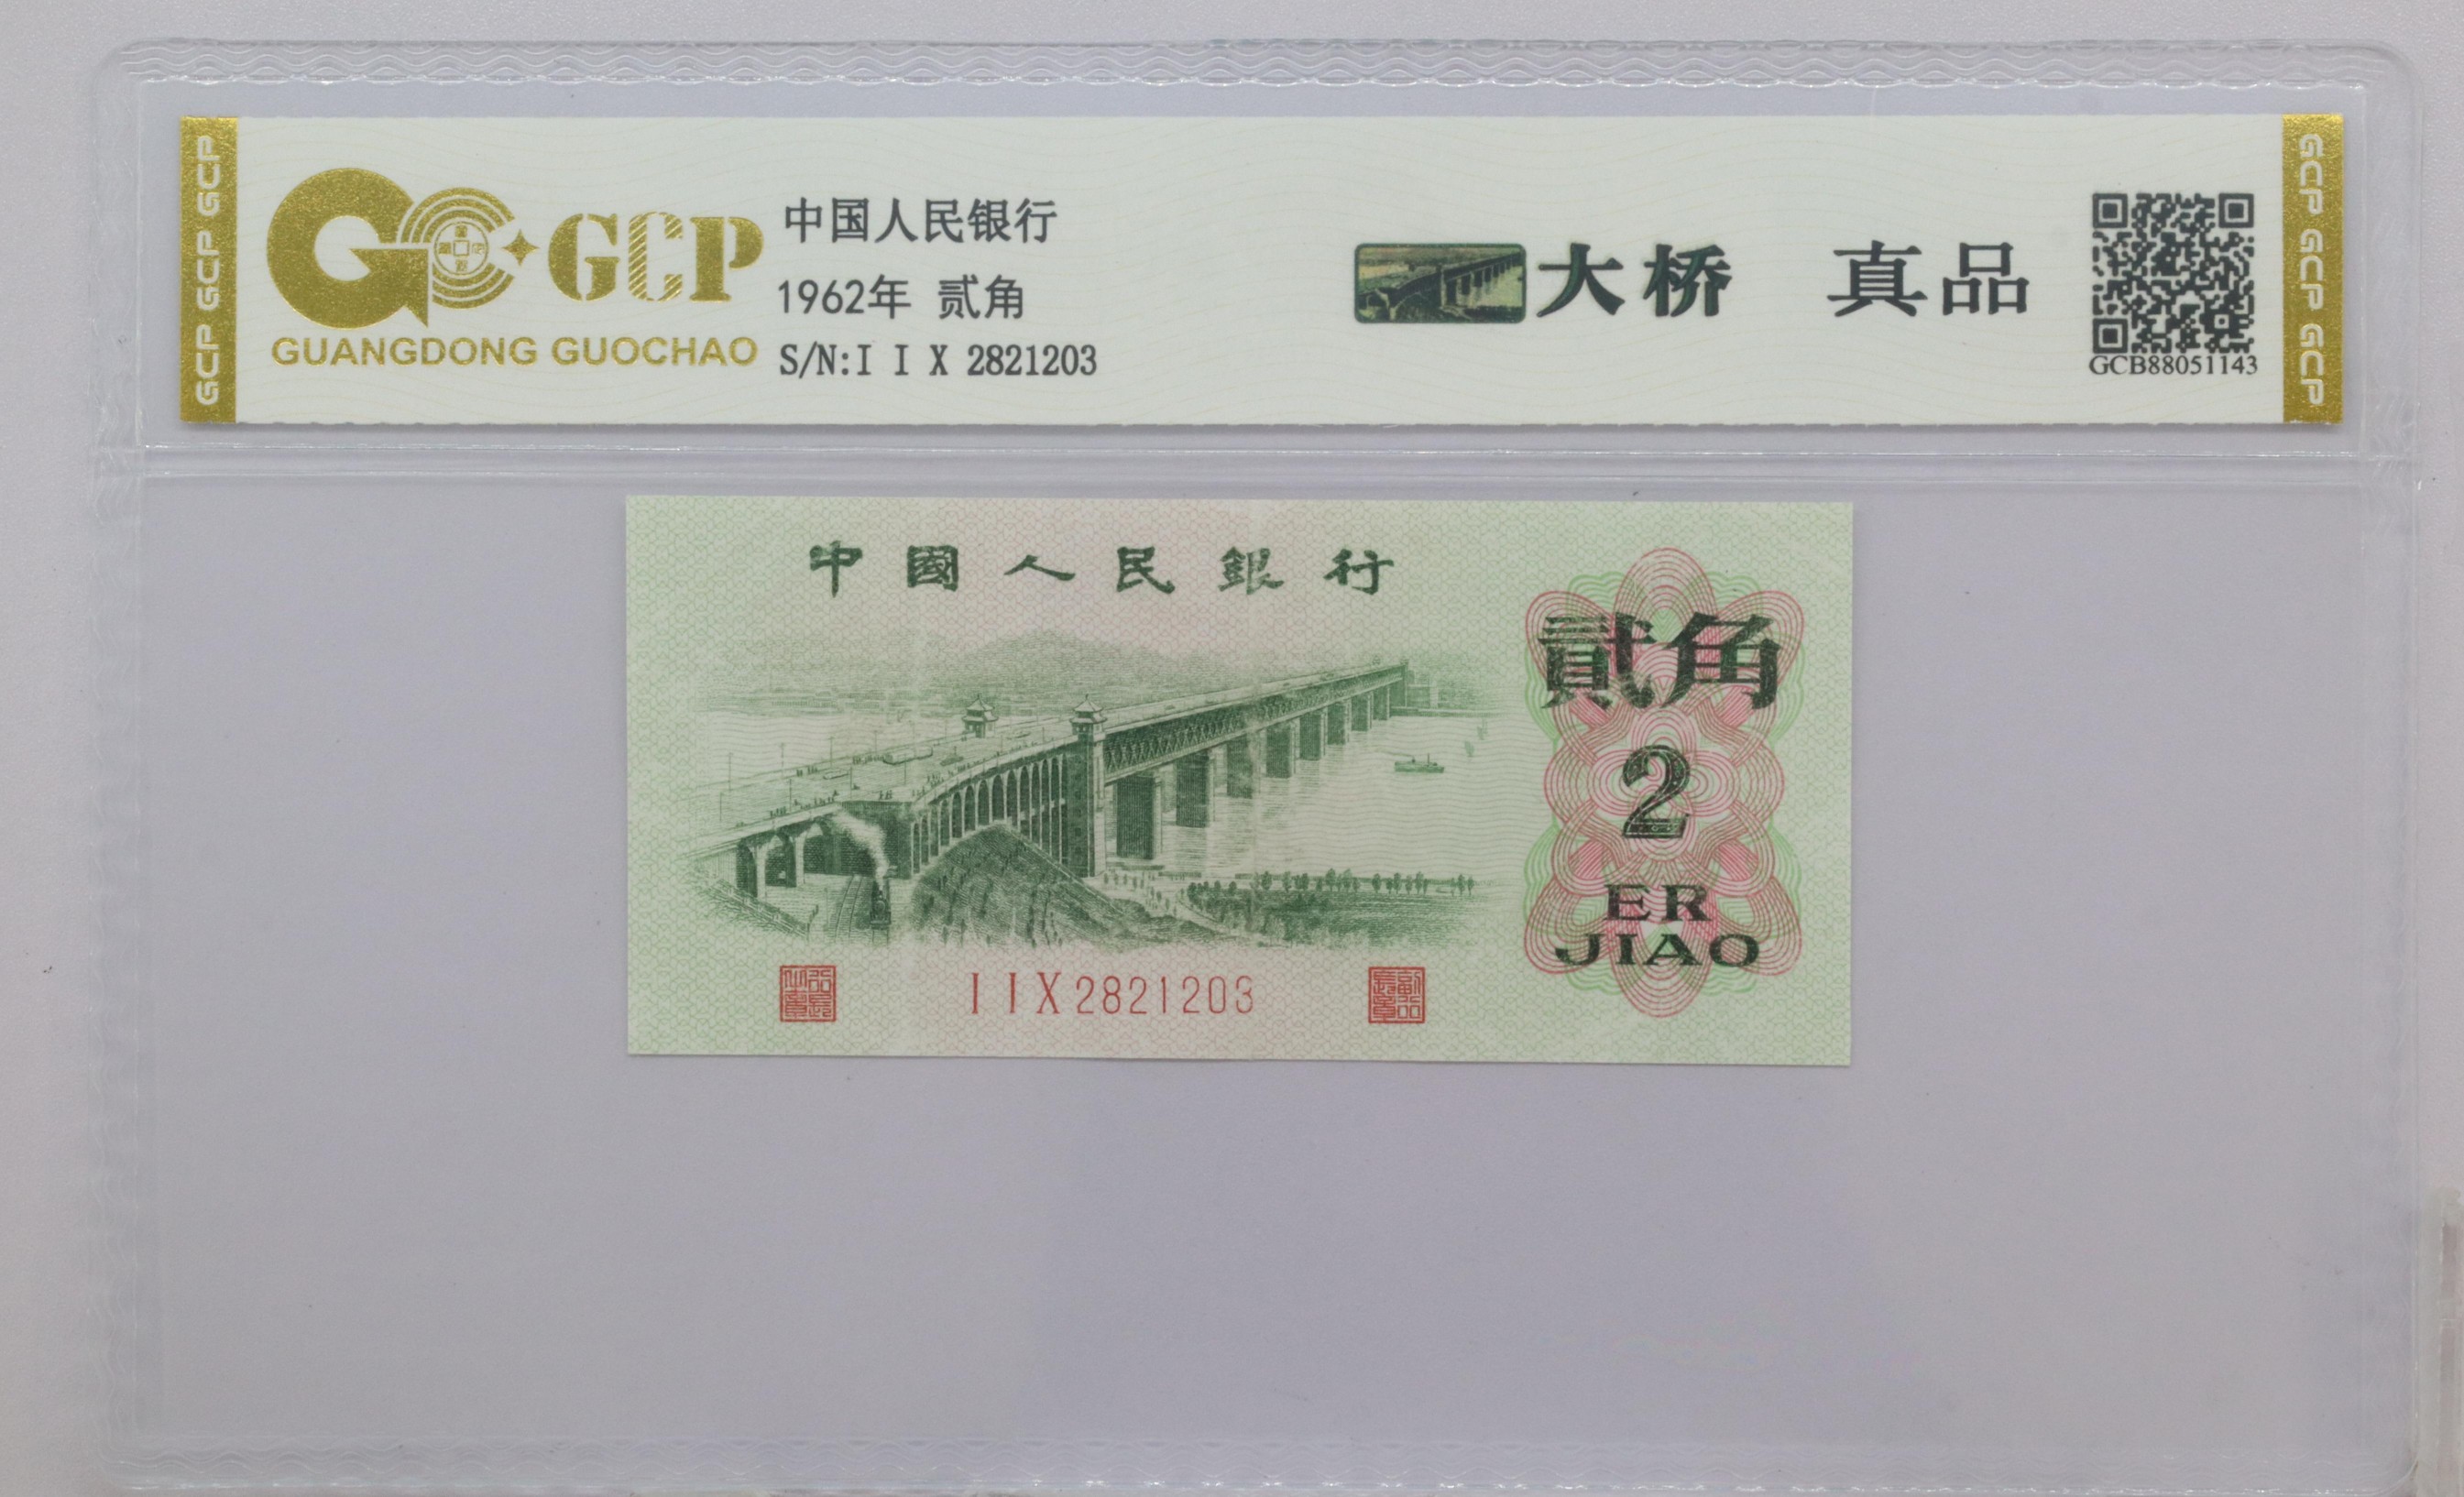 GCP GCP GCP
GCP
GUANGDONG GUOCHAO
中国人民银行
1962年 贰角
S/N:I I X 2821203
大桥 真品
GCB88051143
GCP GCP GCP
中國人民銀行
貳角
2
ER
JIAO
I I X 2821203